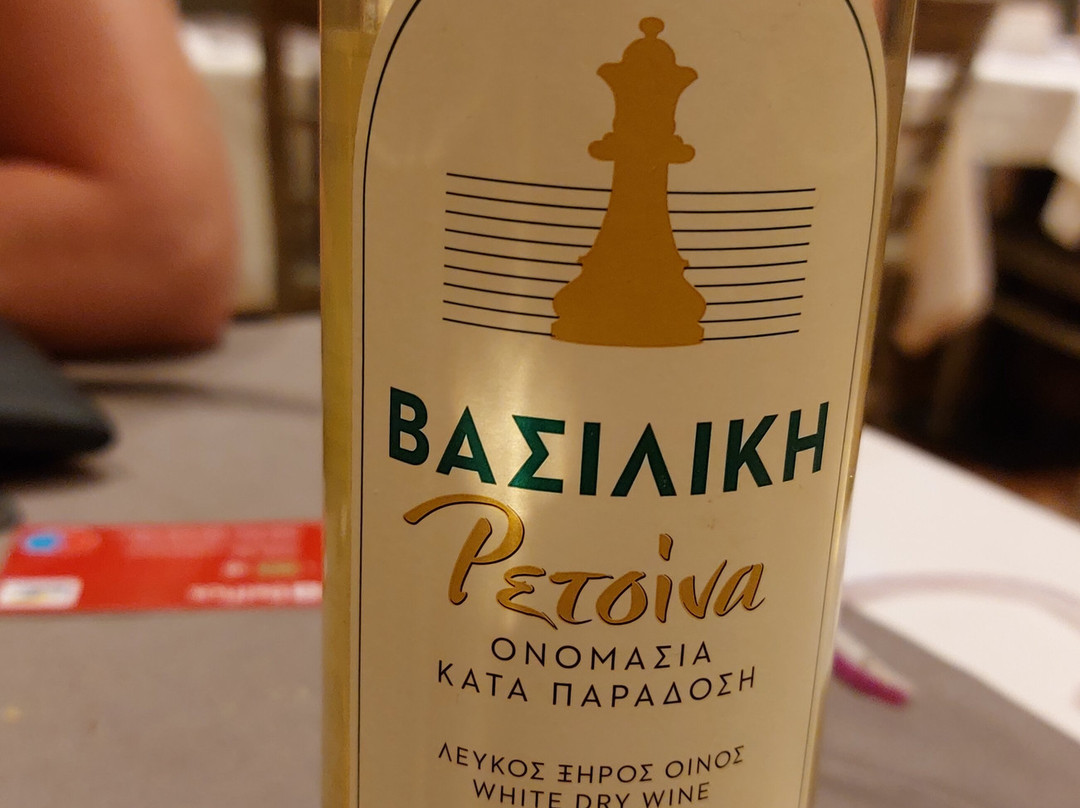 ΒΑΣΙΛΙΚΗ
Ρετσίνα
ΟΝΟΜΑΣΙΑ
ΚΑΤΑ ΠΑΡΑΔΟΣΗ
ΛΕΥΚΟΣ ΞΗΡΟΣ ΟΙΝΟΣ
WHITE DRY WINE